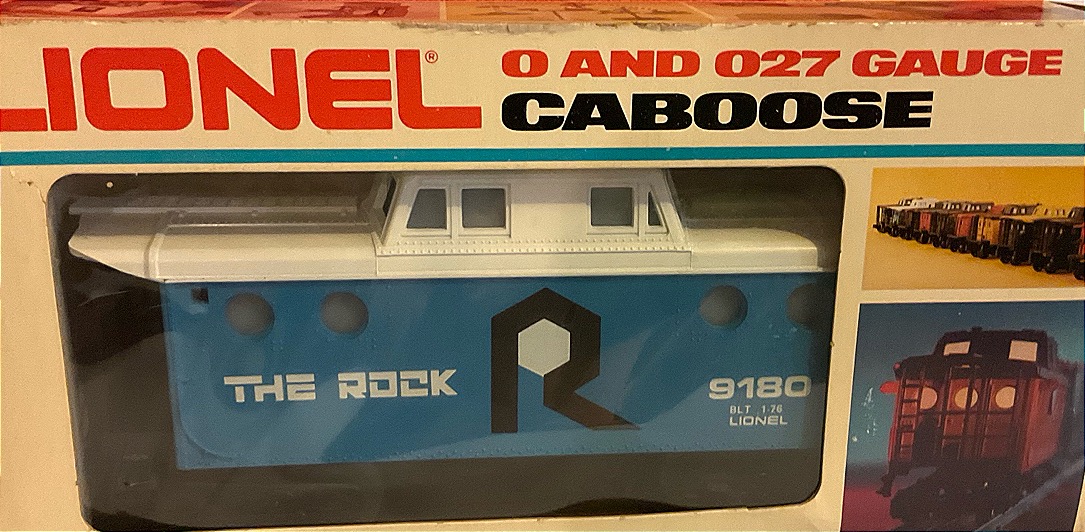 LIONEL®
O AND O27 GAUGE
CABOOSE
THE ROCK
R
9180
BLT 1-76
LIONEL